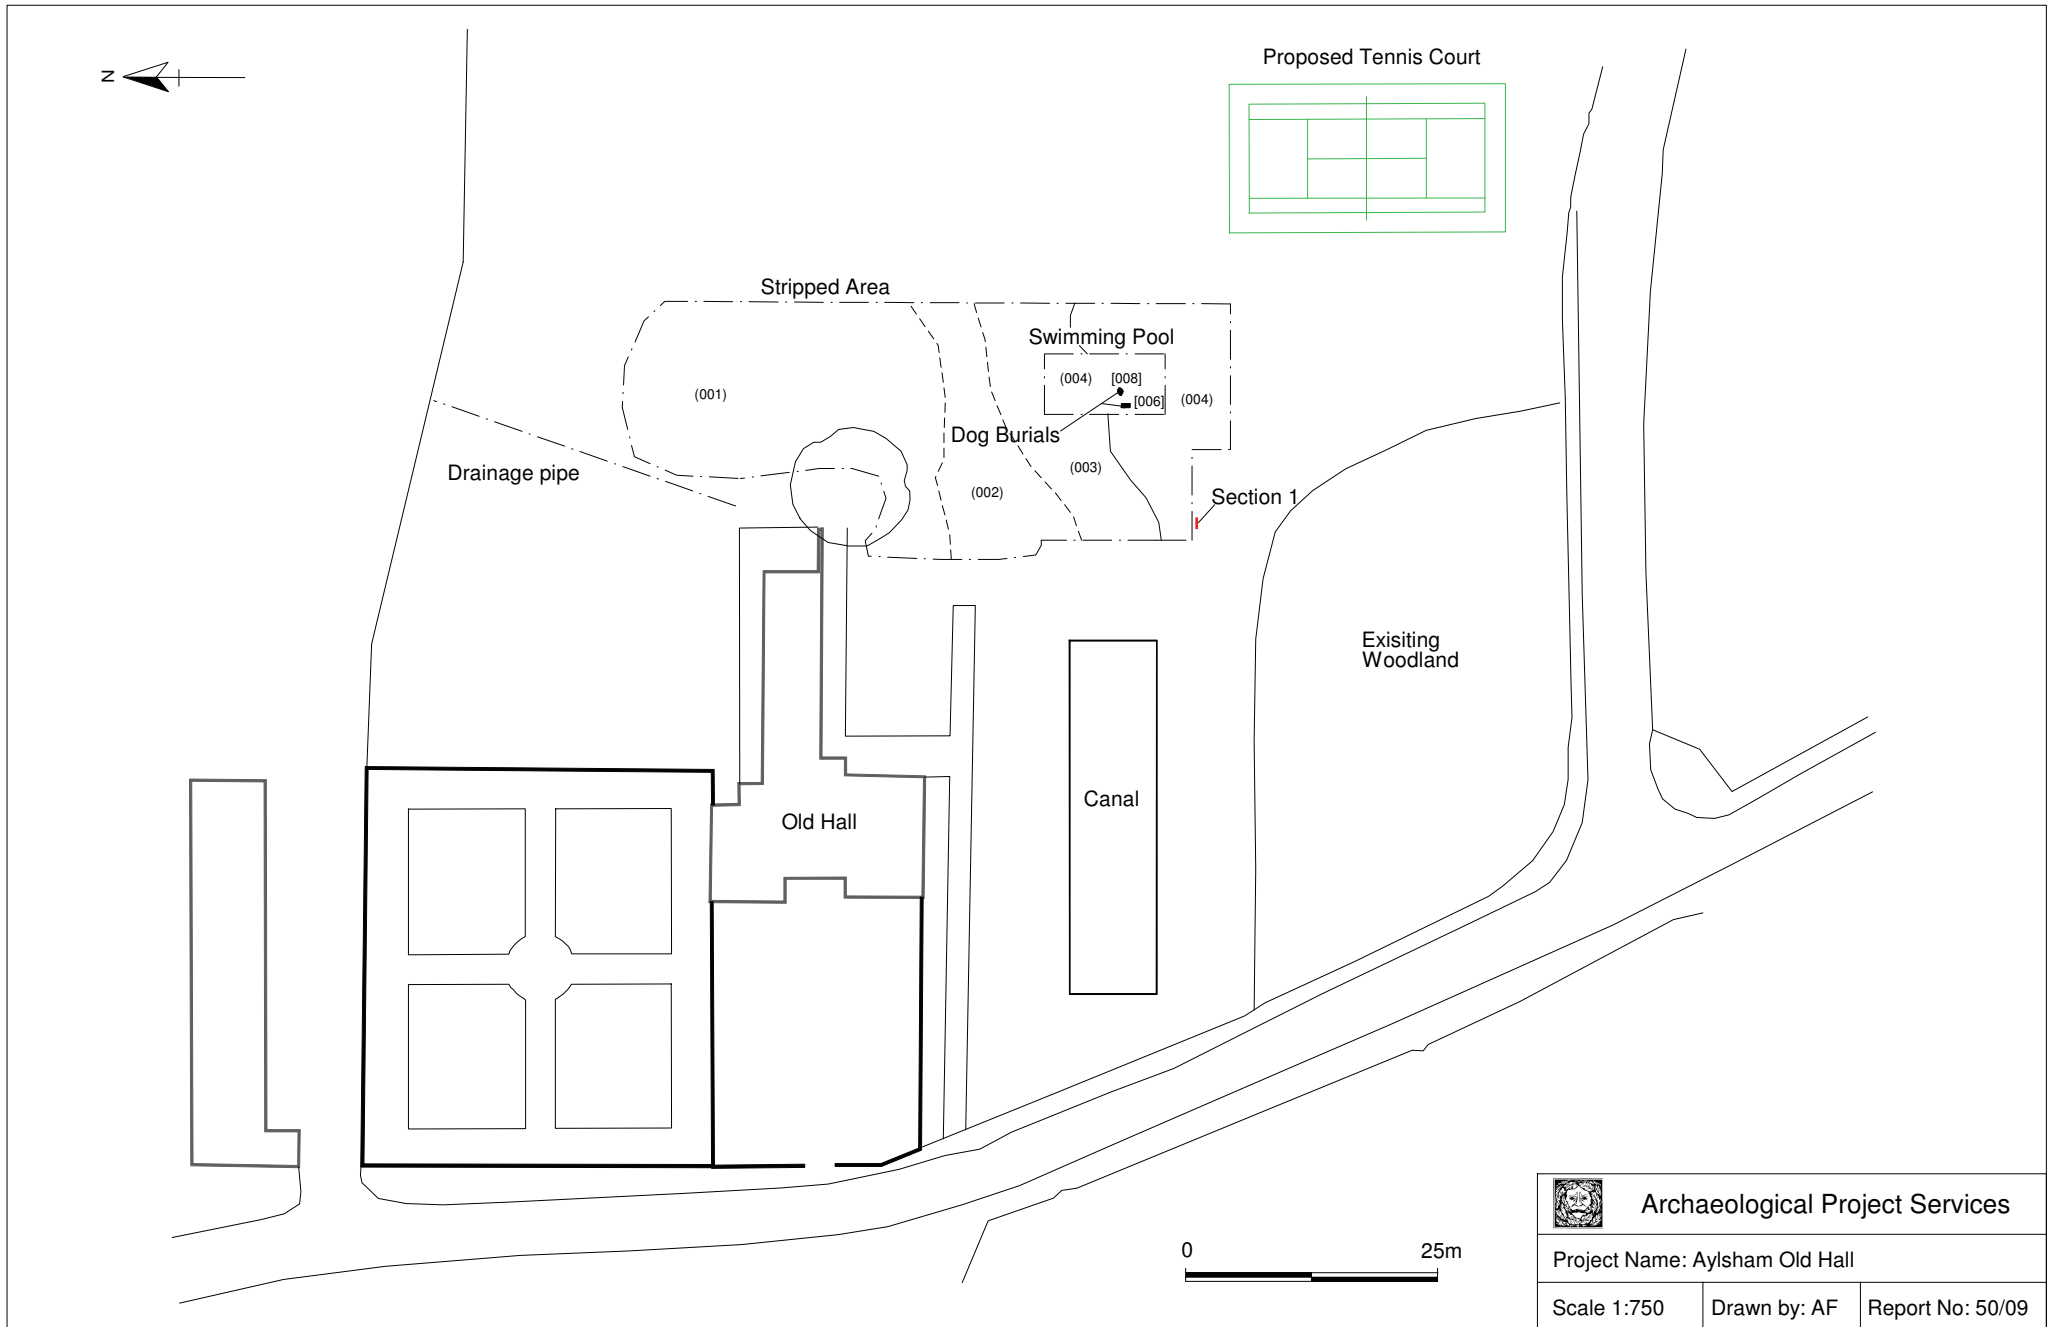 Proposed Tennis Court
N
Stripped Area
Swimming Pool
(001)
(004)
[008]
[006]
(004)
Dog Burials
Drainage pipe
(003)
(002)
Section 1
Exisiting
Woodland
Canal
Old Hall
0
25m
Archaeological Project Services
Project Name: Aylsham Old Hall
Scale 1:750
Drawn by: AF
Report No: 50/09